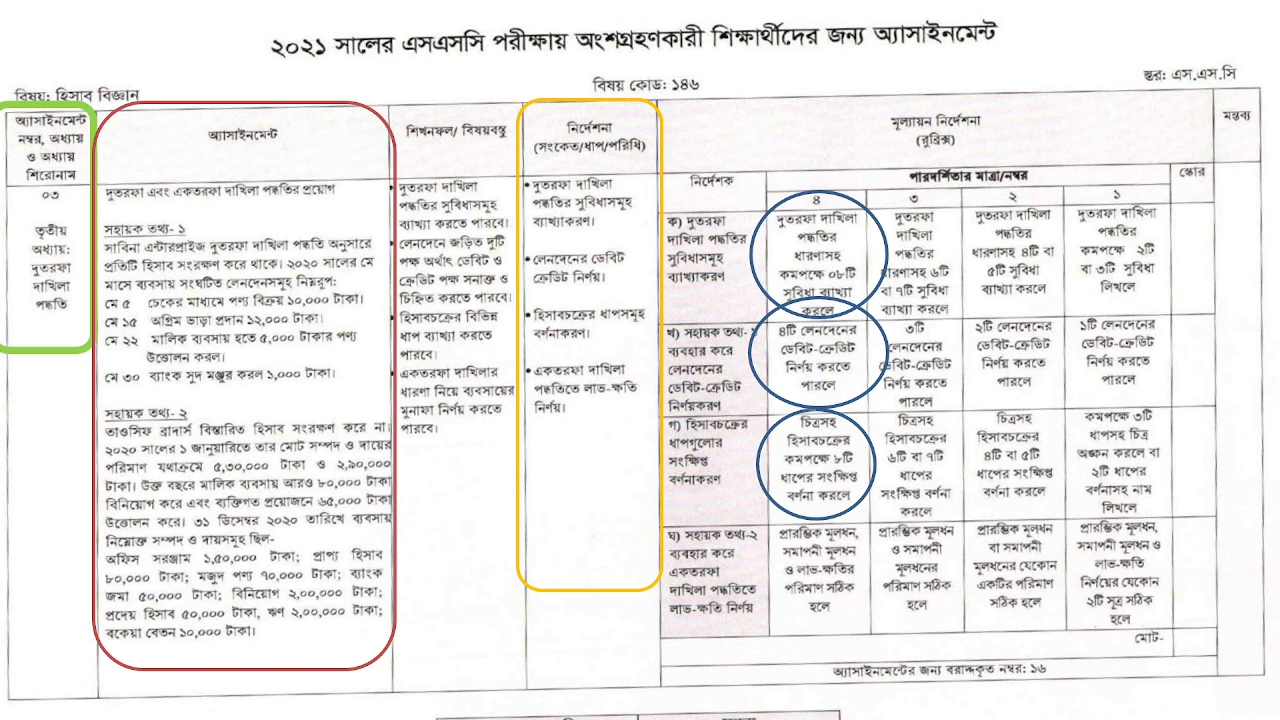 ২০২১ সালের এসএসসি পরীক্ষায় অংশগ্রহণকারী শিক্ষার্থীদের জন্য অ্যাসাইনমেন্ট
বিষয়: হিসাব বিজ্ঞান
বিষয় কোড: ১৪৬
স্তর: এস.এস.সি
অ্যাসাইনমেন্ট
নম্বর, অধ্যায়
ও অধ্যায়
শিরোনাম
অ্যাসাইনমেন্ট
শিখনফল/ বিষয়বস্তু
নির্দেশনা
(সংকেত/ধাপ/পরিধি)
মূল্যায়ন নির্দেশনা
(রুব্রিক্স)
মন্তব্য
০৩
তৃতীয়
অধ্যায়:
দুতরফা
দাখিলা
পদ্ধতি
দুতরফা এবং একতরফা দাখিলা পদ্ধতির প্রয়োগ
সহায়ক তথ্য- ১
সাবিনা এন্টারপ্রাইজ দুতরফা দাখিলা পদ্ধতি অনুসারে
প্রতিটি হিসাব সংরক্ষণ করে থাকে। ২০২০ সালের মে
মাসে ব্যবসায় সংঘটিত লেনদেনসমূহ নিম্নরূপ:
মে ৫ চেকের মাধ্যমে পণ্য বিক্রয় ১০,০০০ টাকা।
মে ১৫ অগ্রিম ভাড়া প্রদান ১২,০০০ টাকা।
মে ২২ মালিক ব্যবসায় হতে ৫,০০০ টাকার পণ্য
উত্তোলন করল।
মে ৩০ ব্যাংক সুদ মঞ্জুর করল ১,০০০ টাকা।
সহায়ক তথ্য- ২
তাওসিফ ব্রাদার্স বিস্তারিত হিসাব সংরক্ষণ করে না।
২০২০ সালের ১ জানুয়ারিতে তার মোট সম্পদ ও দায়ের
পরিমাণ যথাক্রমে ৫,৩০,০০০ টাকা ও ২,৯০,০০০
টাকা। উক্ত বছরে মালিক ব্যবসায় আরও ৮০,০০০ টাকা
বিনিয়োগ করে এবং ব্যক্তিগত প্রয়োজনে ৬৫,০০০ টাকা
উত্তোলন করে। ৩১ ডিসেম্বর ২০২০ তারিখে ব্যবসায়
নিম্নোক্ত সম্পদ ও দায়সমূহ ছিল-
অফিস সরঞ্জাম ১,৫০,০০০ টাকা; প্রাপ্য হিসাব
৮০,০০০ টাকা; মজুদ পণ্য ৭০,০০০ টাকা; ব্যাংক
জমা ৫০,০০০ টাকা; বিনিয়োগ ২,০০,০০০ টাকা;
প্রদেয় হিসাব ৫০,০০০ টাকা, ঋণ ২,০০,০০০ টাকা;
বকেয়া বেতন ১০,০০০ টাকা।
দুতরফা দাখিলা
পদ্ধতির সুবিধাসমূহ
ব্যাখ্যা করতে পারবে।
লেনদেনে জড়িত দুটি
পক্ষ অর্থাৎ ডেবিট ও
ক্রেডিট পক্ষ সনাক্ত ও
চিহ্নিত করতে পারবে।
হিসাবচক্রের বিভিন্ন
ধাপ ব্যাখ্যা করতে
পারবে।
একতরফা দাখিলার
ধারণা নিয়ে ব্যবসায়ের
মুনাফা নির্ণয় করতে
পারবে।
• দুতরফা দাখিলা
পদ্ধতির সুবিধাসমূহ
ব্যাখ্যাকরণ।
• লেনদেনের ডেবিট
ক্রেডিট নির্ণয়।
• হিসাবচক্রের ধাপসমূহ
বর্ণনাকরণ।
• একতরফা দাখিলা
পদ্ধতিতে লাভ-ক্ষতি
নির্ণয়।
নির্দেশক
পারদর্শিতার মাত্রা/নম্বর
স্কোর
৪
৩
২
১
ক) দুতরফা
দাখিলা পদ্ধতির
সুবিধাসমূহ
ব্যাখ্যাকরণ
দুতরফা দাখিলা
পদ্ধতির
ধারণাসহ
কমপক্ষে ০৮টি
সুবিধা ব্যাখ্যা
করলে
দুতরফা
দাখিলা
পদ্ধতির
ধারণাসহ ৬টি
বা ৭টি সুবিধা
ব্যাখ্যা করলে
দুতরফা দাখিলা
পদ্ধতির
ধারণাসহ ৪টি বা
৫টি সুবিধা
ব্যাখ্যা করলে
দুতরফা দাখিলা
পদ্ধতির
কমপক্ষে ২টি
বা ৩টি সুবিধা
লিখলে
খ) সহায়ক তথ্য- ১
ব্যবহার করে
লেনদেনের
ডেবিট-ক্রেডিট
নির্ণয়করণ
৪টি লেনদেনের
ডেবিট-ক্রেডিট
নির্ণয় করতে
পারলে
৩টি
লেনদেনের
ডেবিট-ক্রেডিট
নির্ণয় করতে
পারলে
২টি লেনদেনের
ডেবিট-ক্রেডিট
নির্ণয় করতে
পারলে
১টি লেনদেনের
ডেবিট-ক্রেডিট
নির্ণয় করতে
পারলে
গ) হিসাবচক্রের
ধাপগুলোর
সংক্ষিপ্ত
বর্ণনাকরণ
চিত্রসহ
হিসাবচক্রের
কমপক্ষে ৮টি
ধাপের সংক্ষিপ্ত
বর্ণনা করলে
চিত্রসহ
হিসাবচক্রের
৬টি বা ৭টি
ধাপের
সংক্ষিপ্ত বর্ণনা
করলে
চিত্রসহ
হিসাবচক্রের
৪টি বা ৫টি
ধাপের সংক্ষিপ্ত
বর্ণনা করলে
কমপক্ষে ৩টি
ধাপসহ চিত্র
অঙ্কন করলে বা
২টি ধাপের
বর্ণনাসহ নাম
লিখলে
ঘ) সহায়ক তথ্য-২
ব্যবহার করে
একতরফা
দাখিলা পদ্ধতিতে
লাভ-ক্ষতি নির্ণয়
প্রারম্ভিক মূলধন,
সমাপনী মূলধন
ও লাভ-ক্ষতির
পরিমান সঠিক
হলে
প্রারম্ভিক মূলধন
ও সমাপনী
মূলধনের
পরিমান সঠিক
হলে
প্রারম্ভিক মূলধন
বা সমাপনী
মূলধনের যেকোন
একটির পরিমাণ
সঠিক হলে
প্রারম্ভিক মূলধন,
সমাপনী মূলধন ও
লাভ-ক্ষতি
নির্ণয়ের যেকোন
২টি সূত্র সঠিক
হলে
মোট-
অ্যাসাইনমেন্টের জন্য বরাদ্দকৃত নম্বর: ১৬